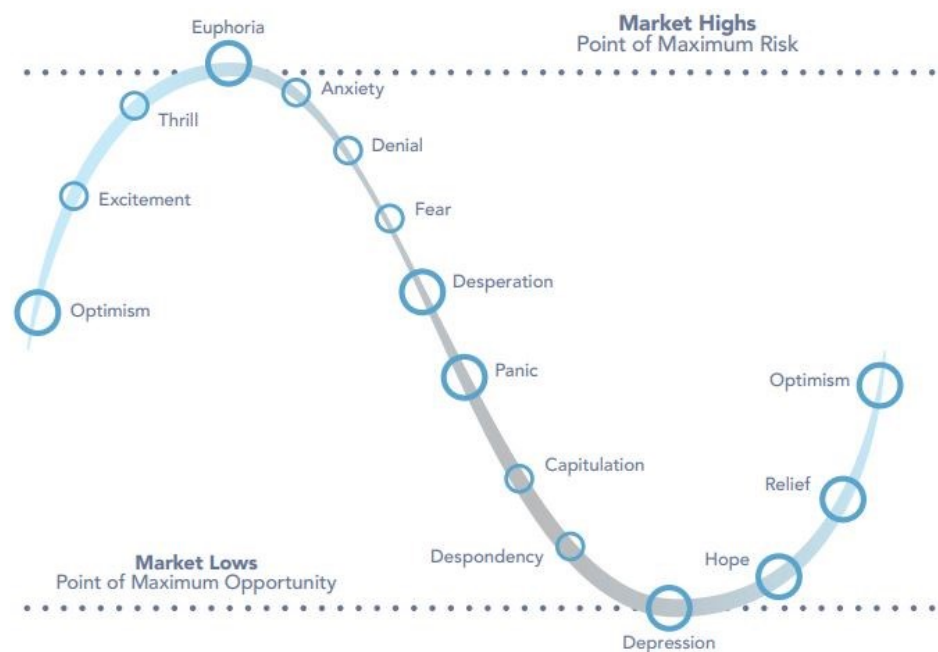 Euphoria
Market Highs
Point of Maximum Risk
Anxiety
Thrill
Denial
Excitement
Fear
Desperation
Optimism
Panic
Optimism
Capitulation
Relief
Despondency
Hope
Market Lows
Point of Maximum Opportunity
Depression